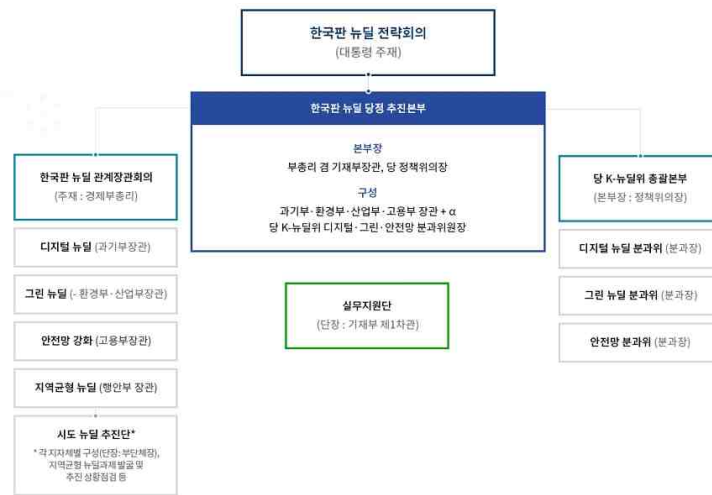 한국판 뉴딜 전략회의
(대통령 주재)
한국판 뉴딜 당정 추진본부
본부장
부총리 겸 기재부장관, 당 정책위의장
구성
과기부·환경부·산업부·고용부 장관 + α
당 K-뉴딜위 디지털·그린·안전망 분과위원장
한국판 뉴딜 관계장관회의
(주재 : 경제부총리)
디지털 뉴딜 (과기부장관)
그린 뉴딜 (- 환경부·산업부장관)
안전망 강화 (고용부장관)
지역균형 뉴딜 (행안부 장관)
시도 뉴딜 추진단*
* 각 지자체별 구성(단장: 부단체장),
지역균형 뉴딜과제 발굴 및
추진 상황점검 등
실무지원단
(단장 : 기재부 제1차관)
당 K-뉴딜위 총괄본부
(본부장 : 정책위의장)
디지털 뉴딜 분과위 (분과장)
그린 뉴딜 분과위 (분과장)
안전망 분과위 (분과장)